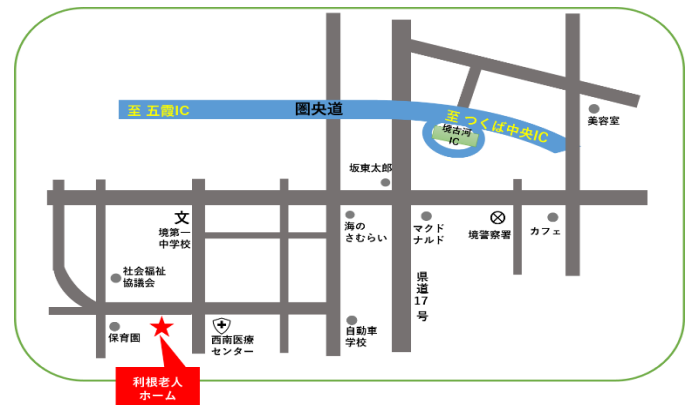 至 五霞IC
圏央道
至 つくば中央IC
境古河
IC
美容室
坂東太郎
文
境第一
中学校
海の
さむらい
マクド
ナルド
境警察署
カフェ
社会福祉
協議会
県道17号
保育園
西南医療
センター
自動車
学校
利根老人
ホーム